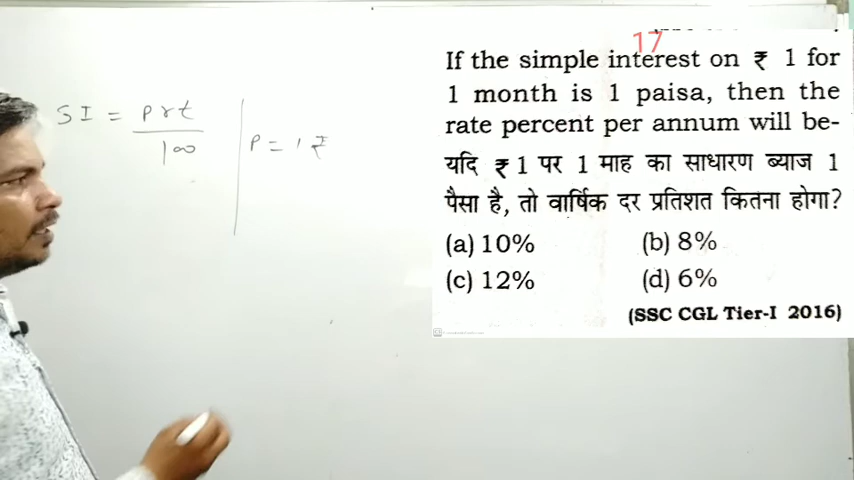 17
If the simple interest on ₹ 1 for
1 month is 1 paisa, then the
rate percent per annum will be-
यदि ₹ 1 पर 1 माह का साधारण ब्याज 1
पैसा है, तो वार्षिक दर प्रतिशत कितना होगा?
(a) 10% (b) 8%
(c) 12% (d) 6%
(SSC CGL Tier-I 2016)
SI = prt
100
P = 1 ₹